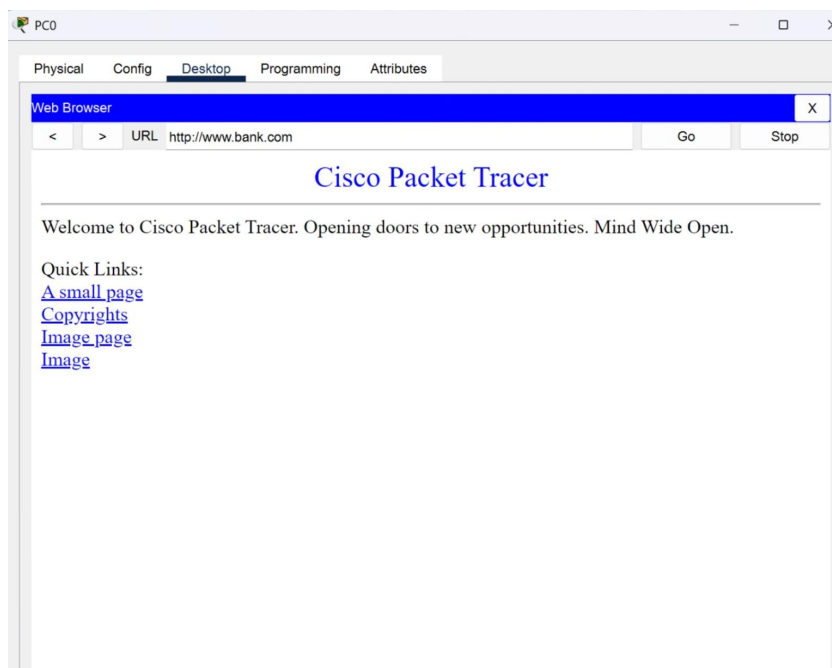 PC0
Physical Config Desktop Programming Attributes
Web Browser X
< > URL http://www.bank.com Go Stop
Cisco Packet Tracer
Welcome to Cisco Packet Tracer. Opening doors to new opportunities. Mind Wide Open.
Quick Links:
A small page
Copyrights
Image page
Image